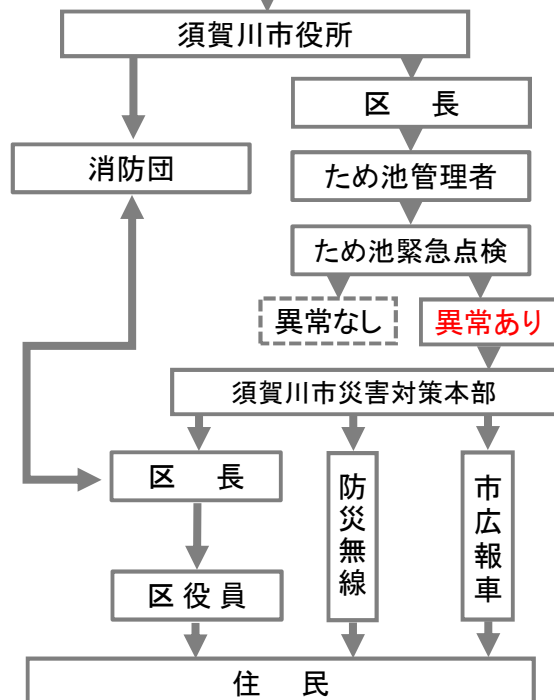 須賀川市役所
区　長
消防団
ため池管理者
ため池緊急点検
異常なし
異常あり
須賀川市災害対策本部
区　長
防災無線
市広報車
区役員
住　民